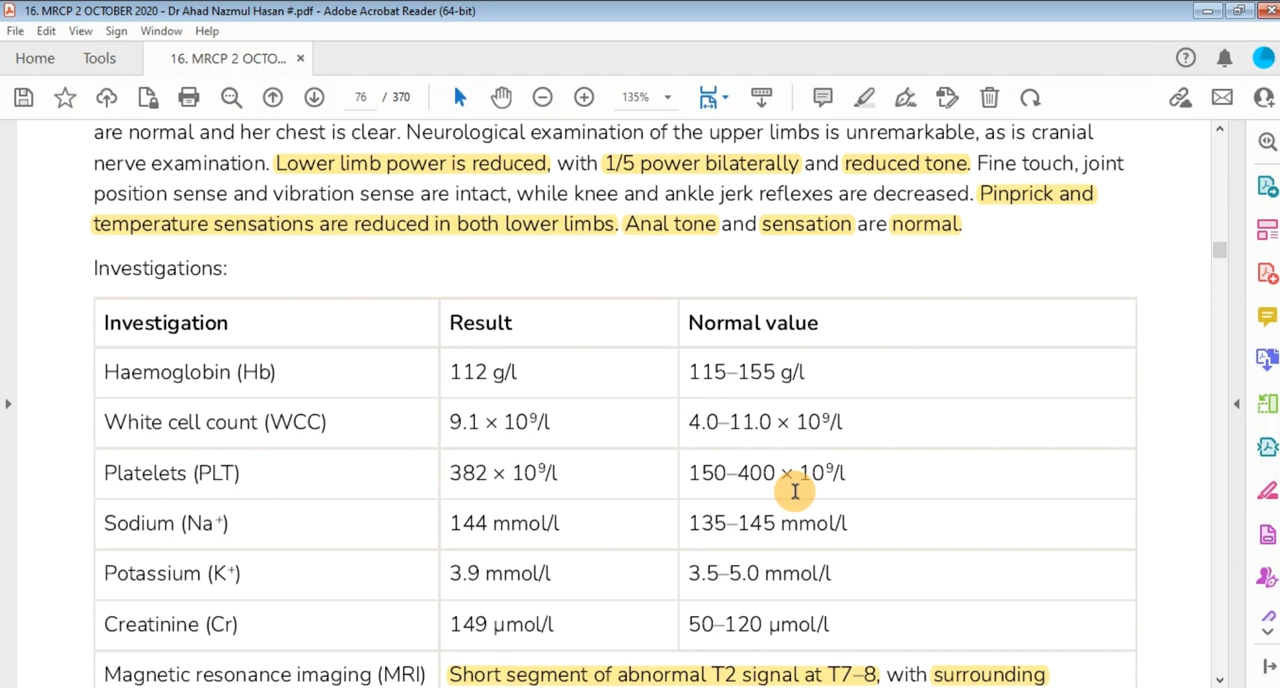 16. MRCP 2 OCTOBER 2020 - Dr Ahad Nazmul Hasan #.pdf - Adobe Acrobat Reader (64-bit)
File Edit View Sign Window Help
Home Tools 16. MRCP 2 OCTO... ×
76 / 370 135%
are normal and her chest is clear. Neurological examination of the upper limbs is unremarkable, as is cranial
nerve examination. Lower limb power is reduced, with 1/5 power bilaterally and reduced tone. Fine touch, joint
position sense and vibration sense are intact, while knee and ankle jerk reflexes are decreased. Pinprick and
temperature sensations are reduced in both lower limbs. Anal tone and sensation are normal.
Investigations:
Investigation Result Normal value
Haemoglobin (Hb) 112 g/l 115–155 g/l
White cell count (WCC) 9.1 × 10⁹/l 4.0–11.0 × 10⁹/l
Platelets (PLT) 382 × 10⁹/l 150–400 × 10⁹/l
Sodium (Na⁺) 144 mmol/l 135–145 mmol/l
Potassium (K⁺) 3.9 mmol/l 3.5–5.0 mmol/l
Creatinine (Cr) 149 µmol/l 50–120 µmol/l
Magnetic resonance imaging (MRI) Short segment of abnormal T2 signal at T7–8, with surrounding